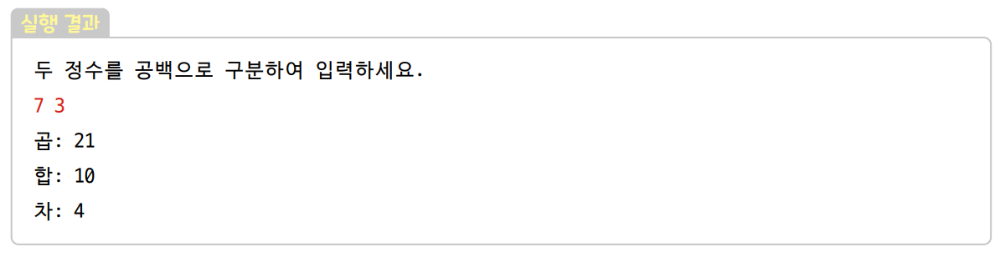 실행 결과
두 정수를 공백으로 구분하여 입력하세요.
7 3
곱: 21
합: 10
차: 4